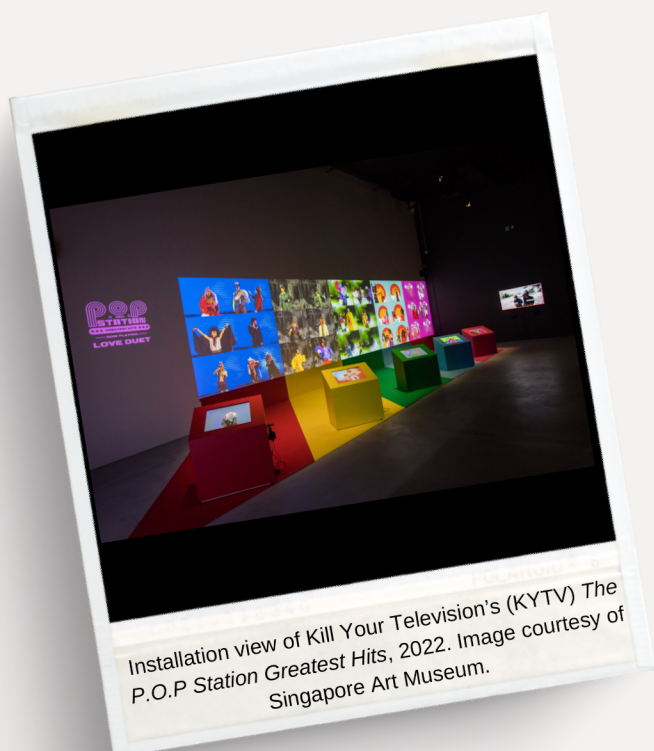 POP
STATION
LOVE DUET
Installation view of Kill Your Television’s (KYTV) The
P.O.P Station Greatest Hits, 2022. Image courtesy of
Singapore Art Museum.